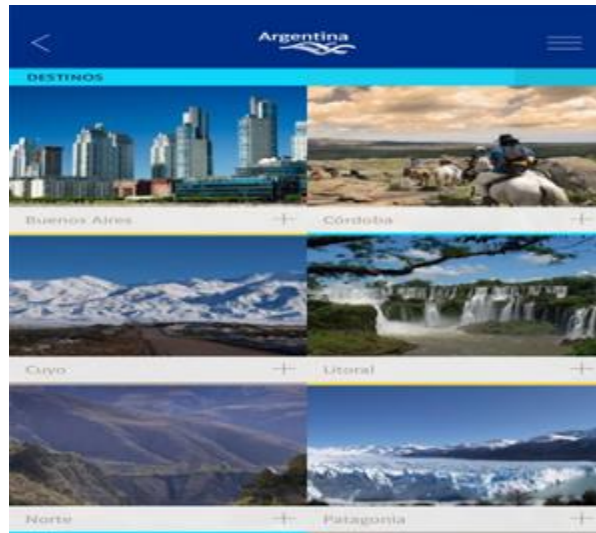 Argentina
DESTINOS
Buenos Aires
Córdoba
Cuyo
Litoral
Norte
Patagonia